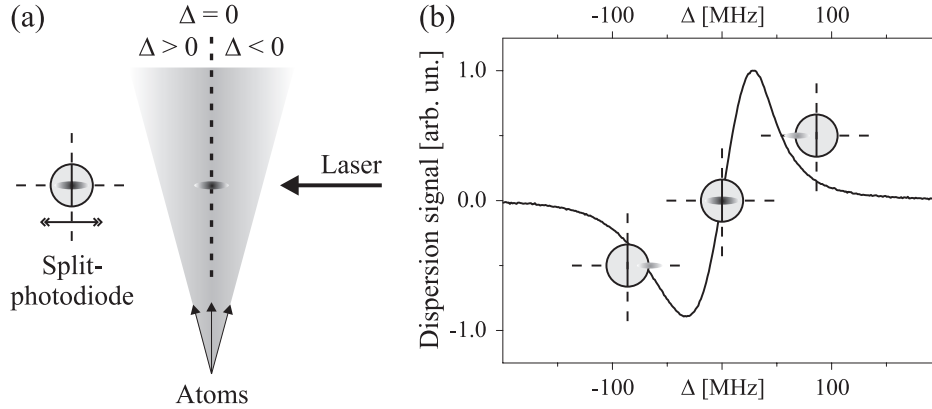 (a)
Δ = 0
Δ > 0
Δ < 0
Laser
Split-
photodiode
Atoms
(b)
-100
Δ [MHz]
100
Dispersion signal [arb. un.]
1.0
0.0
-1.0
-100
Δ [MHz]
100